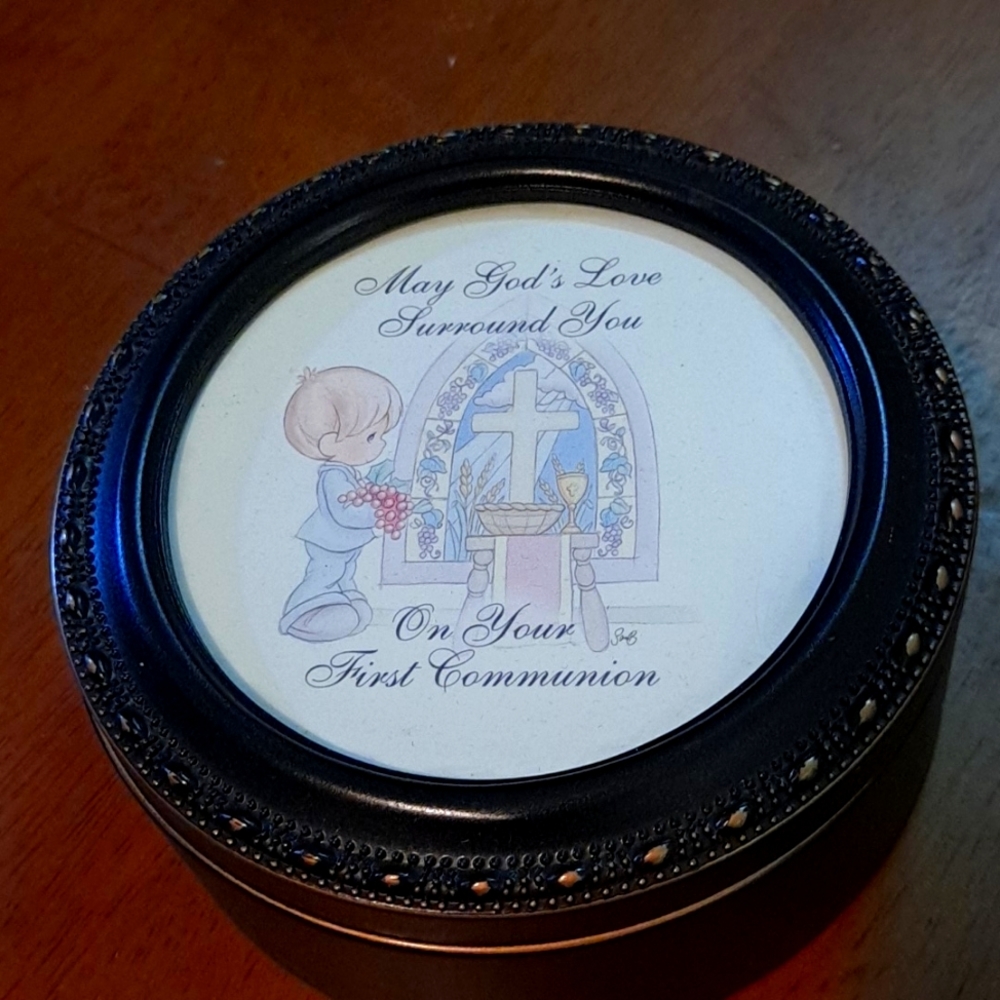 May God's Love
Surround You
On Your
First Communion